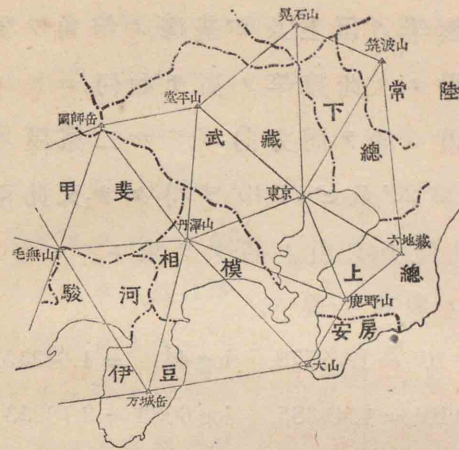 晃石山
筑波山
常陸
堂平山
下總
國師岳
武藏
甲斐
東京
丹澤山
六地藏
毛無山
相模
上總
駿河
鹿野山
安房
伊豆
大山
万城岳